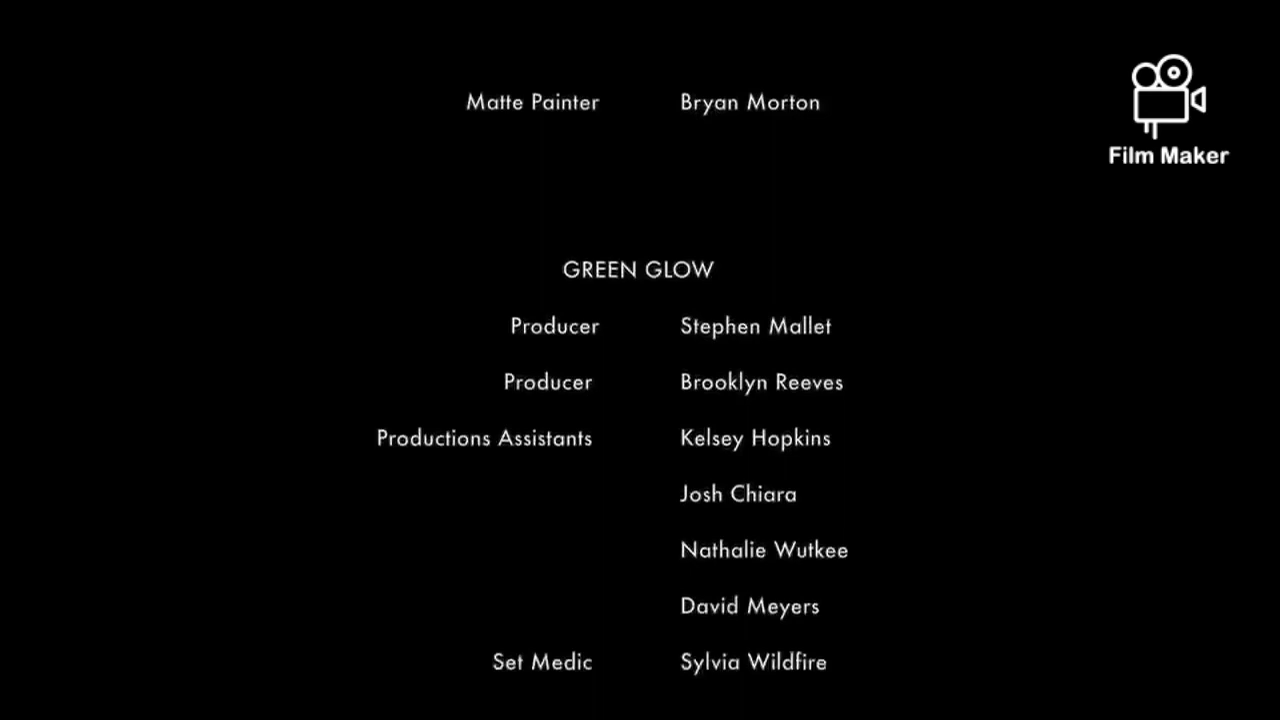 Matte Painter Bryan Morton
Film Maker
GREEN GLOW
Producer Stephen Mallet
Producer Brooklyn Reeves
Productions Assistants Kelsey Hopkins
Josh Chiara
Nathalie Wutkee
David Meyers
Set Medic Sylvia Wildfire